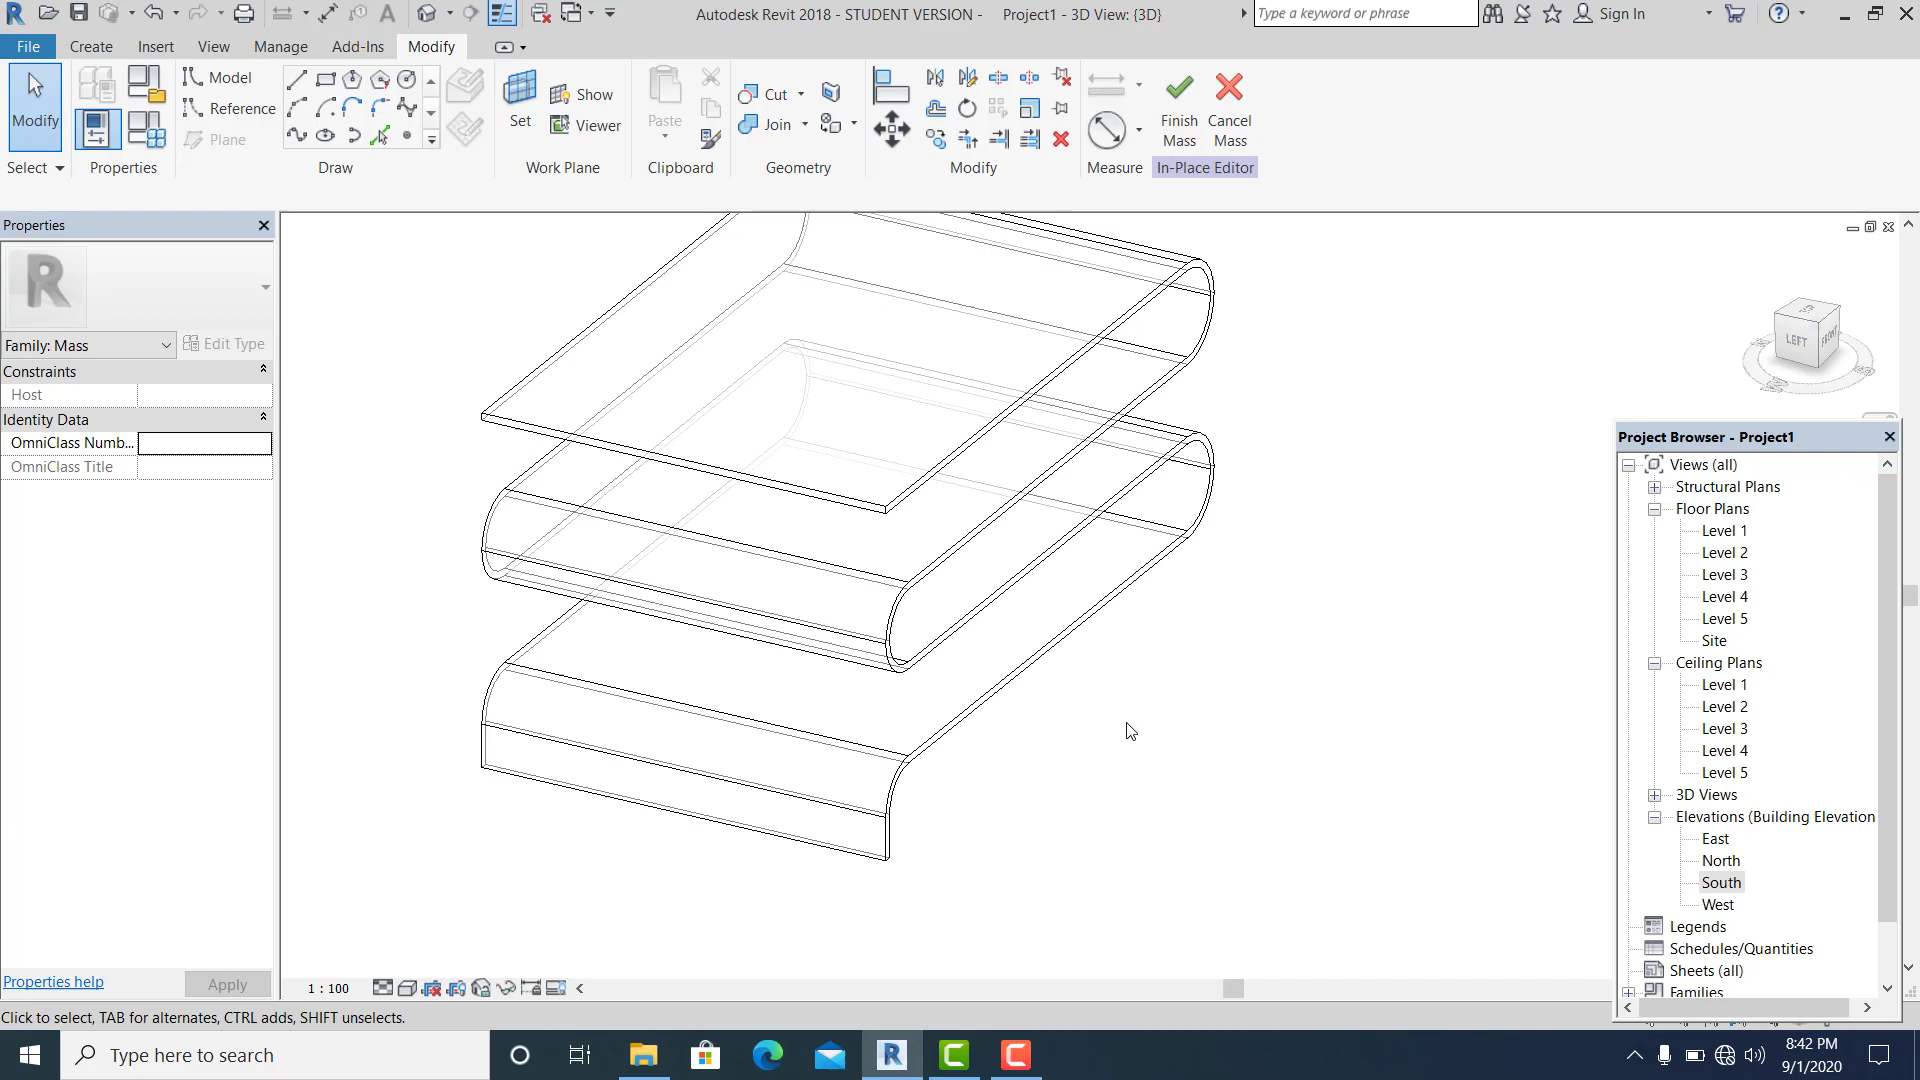 Autodesk Revit 2018 - STUDENT VERSION -    Project1 - 3D View: {3D}
Type a keyword or phrase
Sign In
File Create Insert View Manage Add-Ins Modify
Modify
Select
Properties
Model
Reference
Plane
Draw
Set
Show
Viewer
Work Plane
Paste
Clipboard
Cut
Join
Geometry
Modify
Measure
Finish
Mass
Cancel
Mass
In-Place Editor
Properties
R
Family: Mass
Edit Type
Constraints
Host
Identity Data
OmniClass Numb...
OmniClass Title
Properties help
Apply
LEFT
FRONT
Project Browser - Project1
Views (all)
Structural Plans
Floor Plans
Level 1
Level 2
Level 3
Level 4
Level 5
Site
Ceiling Plans
Level 1
Level 2
Level 3
Level 4
Level 5
3D Views
Elevations (Building Elevation
East
North
South
West
Legends
Schedules/Quantities
Sheets (all)
Families
1 : 100
Click to select, TAB for alternates, CTRL adds, SHIFT unselects.
Type here to search
8:42 PM
9/1/2020